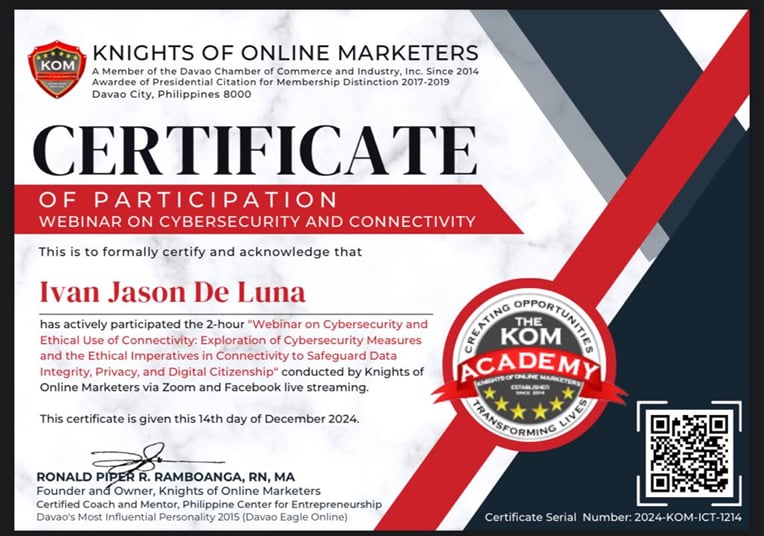 KOM
KNIGHTS OF ONLINE MARKETERS
A Member of the Davao Chamber of Commerce and Industry, Inc. Since 2014
Awardee of Presidential Citation for Membership Distinction 2017-2019
Davao City, Philippines 8000
CERTIFICATE
OF PARTICIPATION
WEBINAR ON CYBERSECURITY AND CONNECTIVITY
This is to formally certify and acknowledge that
Ivan Jason De Luna
has actively participated the 2-hour "Webinar on Cybersecurity and
Ethical Use of Connectivity: Exploration of Cybersecurity Measures
and the Ethical Imperatives in Connectivity to Safeguard Data
Integrity, Privacy, and Digital Citizenship" conducted by Knights of
Online Marketers via Zoom and Facebook live streaming.
This certificate is given this 14th day of December 2024.
CREATING OPPORTUNITIES
THE
KOM
ACADEMY
KNIGHTS OF ONLINE MARKETERS
ESTABLISHED
SINCE 2014
TRANSFORMING LIVES
RONALD PIPER R. RAMBOANGA, RN, MA
Founder and Owner, Knights of Online Marketers
Certified Coach and Mentor, Philippine Center for Entrepreneurship
Davao's Most Influential Personality 2015 (Davao Eagle Online)
Certificate Serial Number: 2024-KOM-ICT-1214